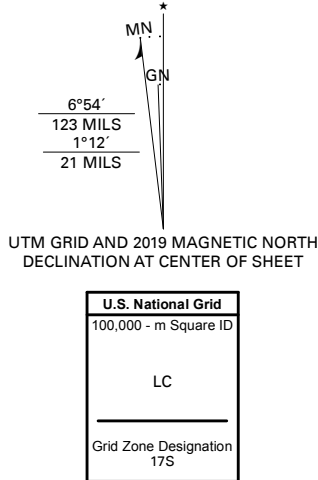 ★
MN
GN
6°54´
123 MILS
1°12´
21 MILS
UTM GRID AND 2019 MAGNETIC NORTH
DECLINATION AT CENTER OF SHEET
U.S. National Grid
100,000 - m Square ID
LC
Grid Zone Designation
17S